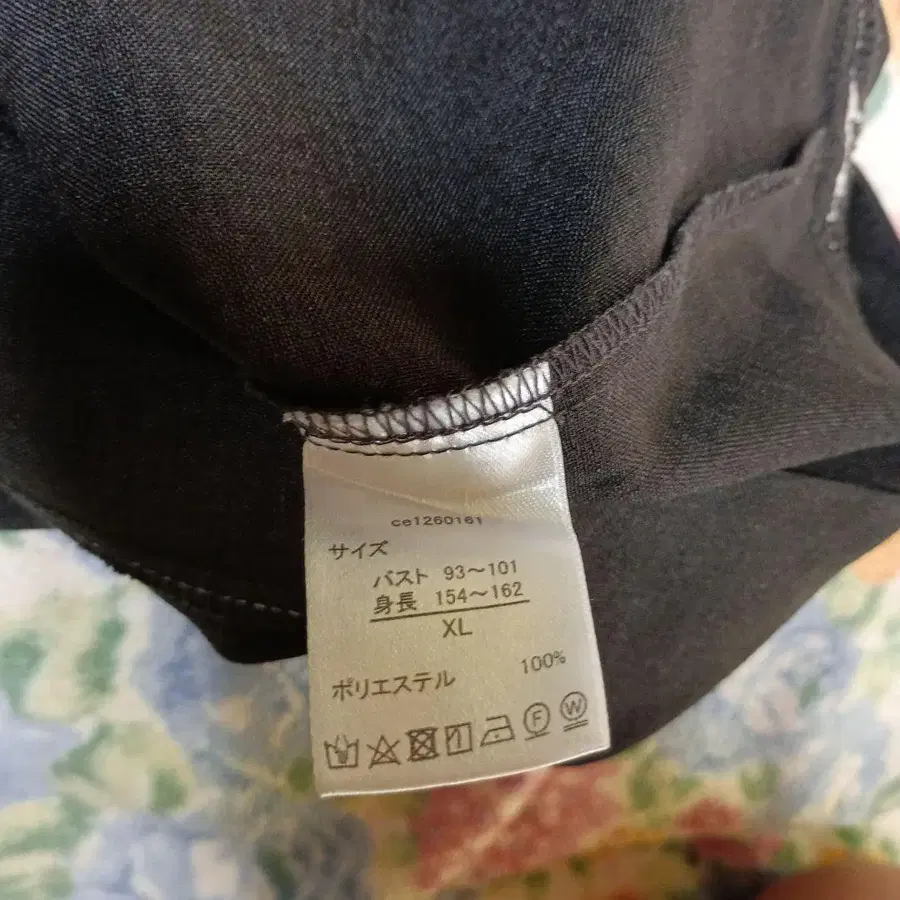 ce1260161
サイズ
バスト 93～101
身長 154～162
XL
ポリエステル 100%
F W